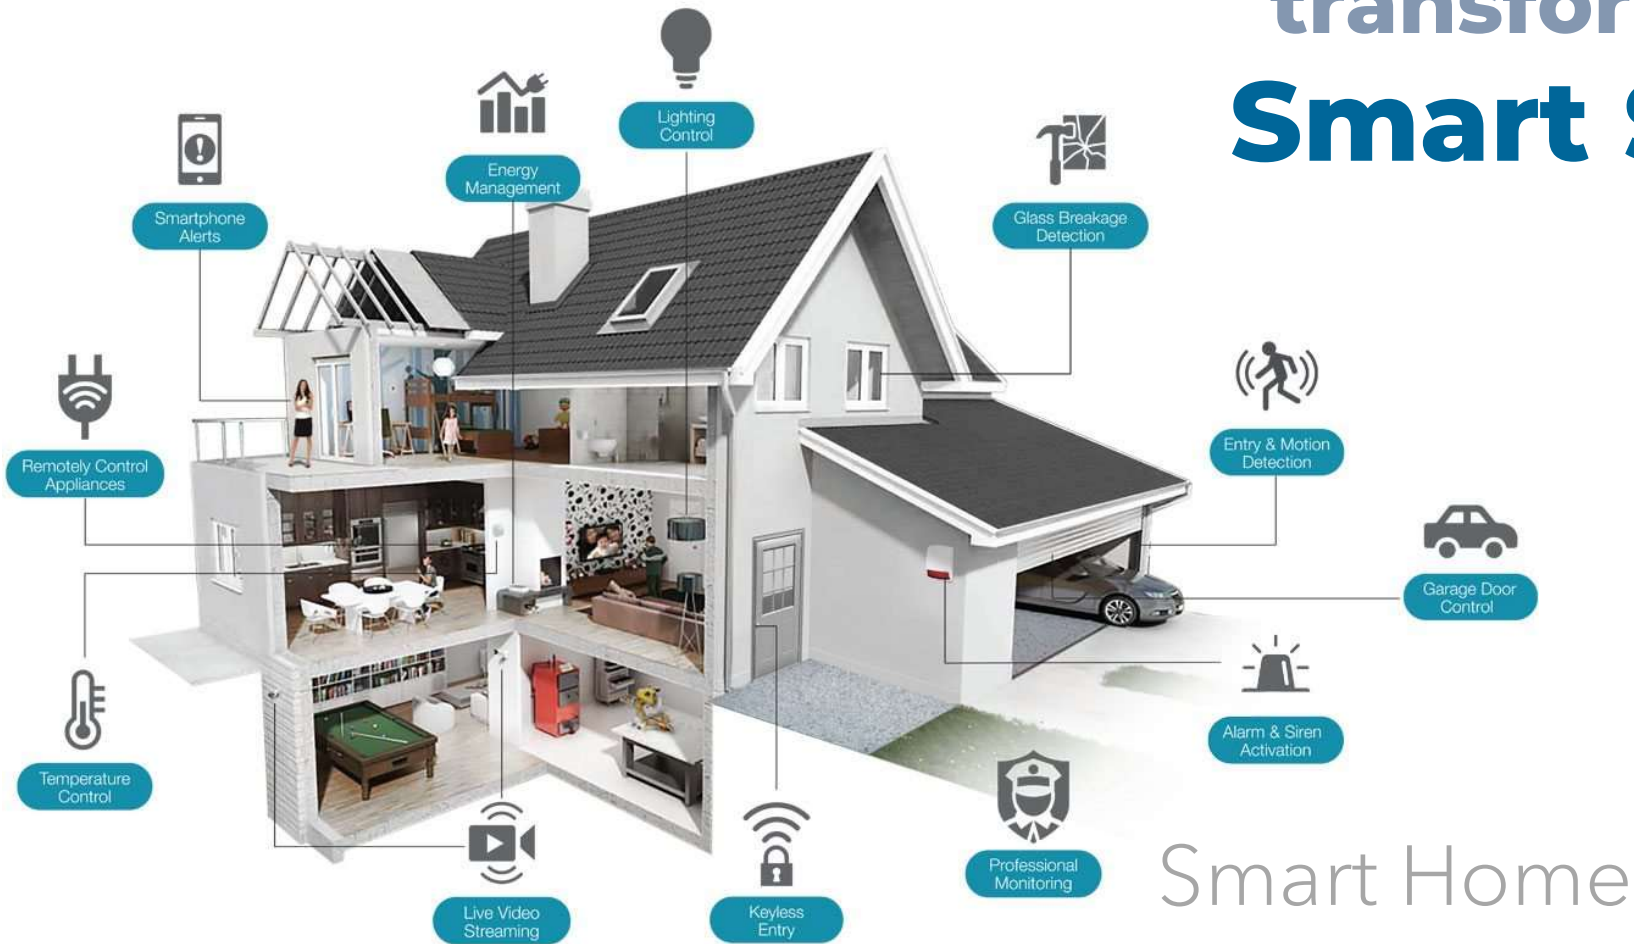 transfor
Smart S
Lighting
Control
Energy
Management
Smartphone
Alerts
Glass Breakage
Detection
Entry & Motion
Detection
Remotely Control
Appliances
Garage Door
Control
Alarm & Siren
Activation
Temperature
Control
Professional
Monitoring
Smart Home
Live Video
Streaming
Keyless
Entry